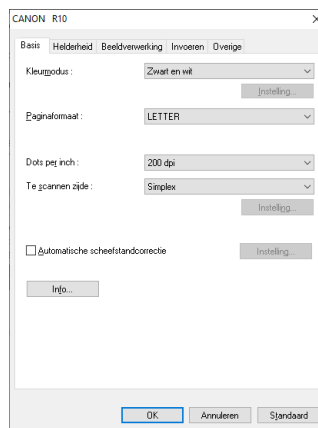 CANON R10
Basis Helderheid Beeldverwerking Invoeren Overige
Kleurmodus : Zwart en wit
Instelling...
Paginaformaat : LETTER
Dots per inch : 200 dpi
Te scannen zijde : Simplex
Instelling...
Automatische scheefstandcorrectie Instelling...
Info...
OK Annuleren Standaard